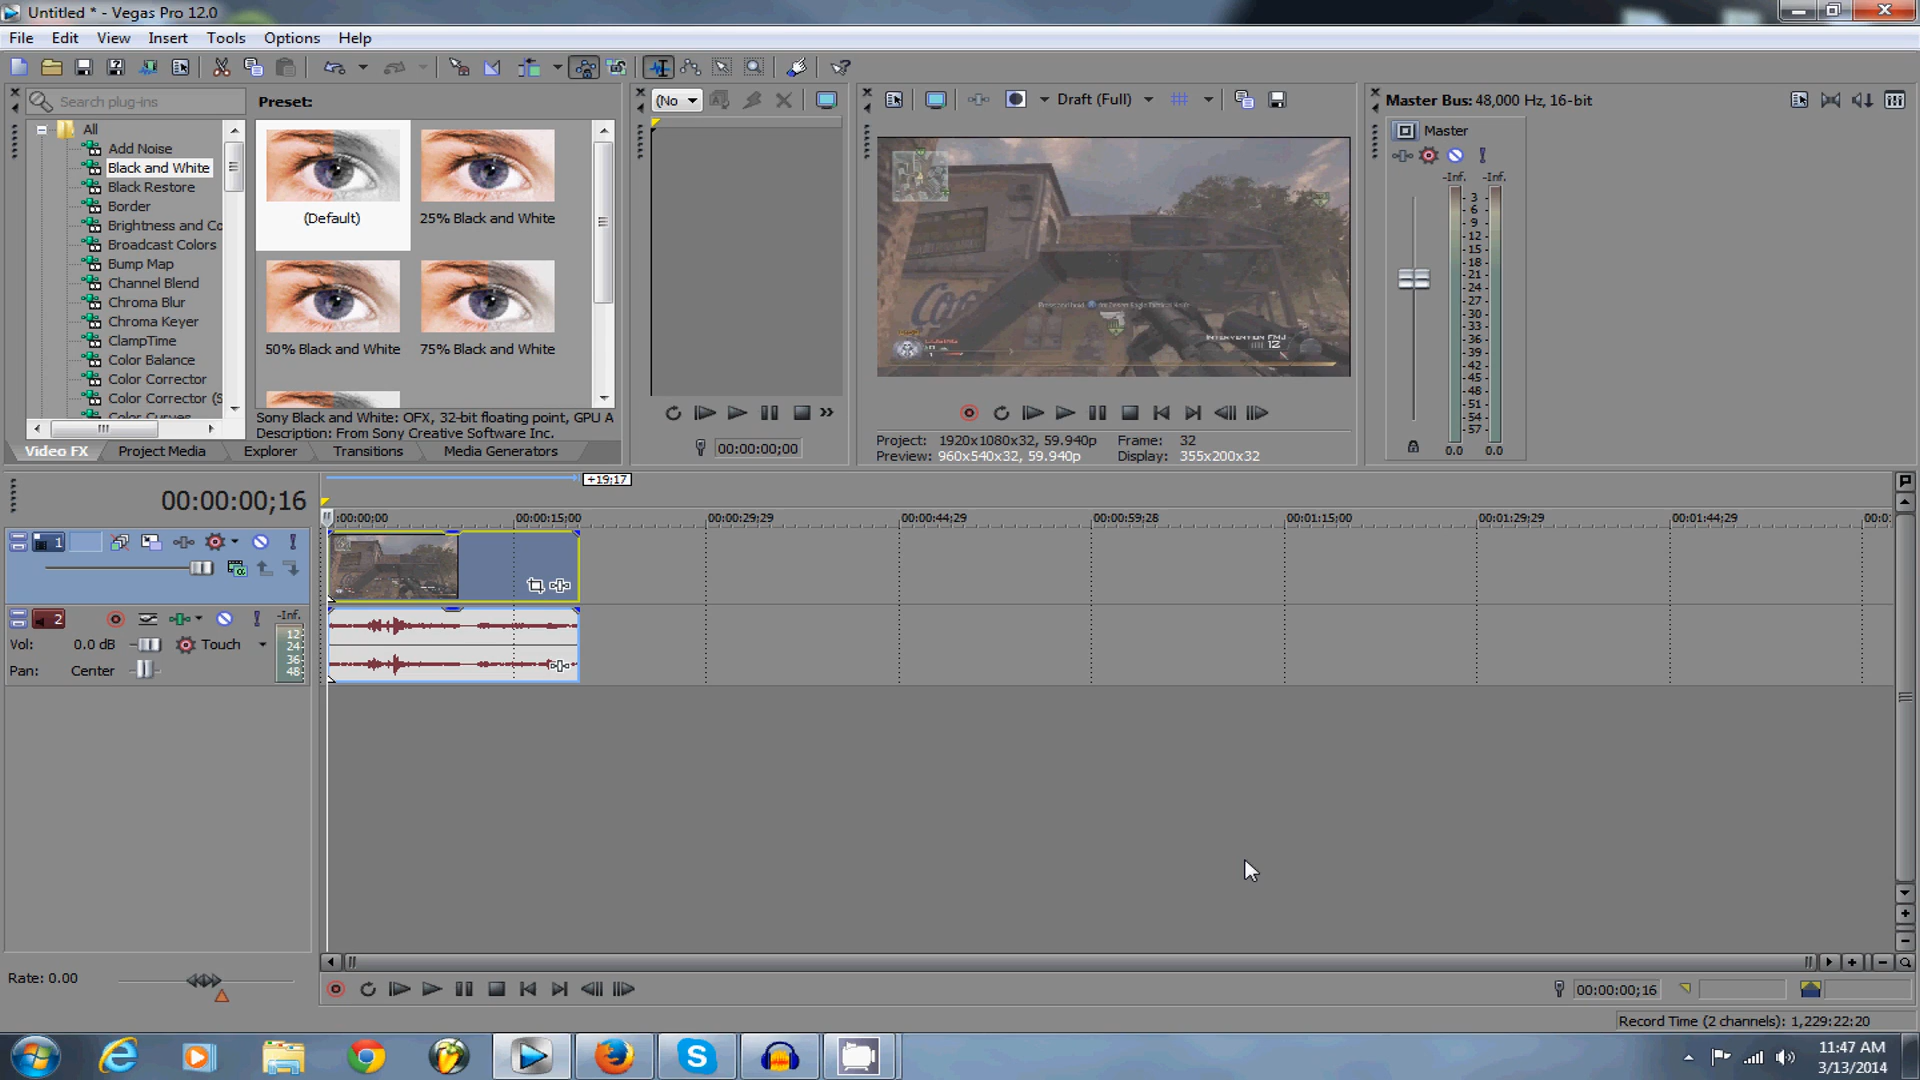 Untitled * - Vegas Pro 12.0
File Edit View Insert Tools Options Help
Search plug-ins
All
Add Noise
Black and White
Black Restore
Border
Brightness and Co
Broadcast Colors
Bump Map
Channel Blend
Chroma Blur
Chroma Keyer
ClampTime
Color Balance
Color Corrector
Color Corrector (S
Color Curves
Preset:
(Default)
25% Black and White
50% Black and White
75% Black and White
Sony Black and White: OFX, 32-bit floating point, GPU A
Description: From Sony Creative Software Inc.
Video FX Project Media Explorer Transitions Media Generators
(No
00:00:00;00
Draft (Full)
INTERVENTION FMJ
12
Project: 1920x1080x32, 59.940p Frame: 32
Preview: 960x540x32, 59.940p Display: 355x200x32
Master Bus: 48,000 Hz, 16-bit
Master
-Inf. -Inf.
3
6
9
12
15
18
21
24
27
30
33
36
39
42
45
48
51
54
57
0.0 0.0
00:00:00;16
+19;17
:00:00;00 00:00:15;00 00:00:29;29 00:00:44;29 00:00:59;28 00:01:15;00 00:01:29;29 00:01:44;29 00:0
1
2
-Inf.
12
24
36
48
Vol: 0.0 dB Touch
Pan: Center
Rate: 0.00
00:00:00;16
Record Time (2 channels): 1,229:22:20
11:47 AM
3/13/2014